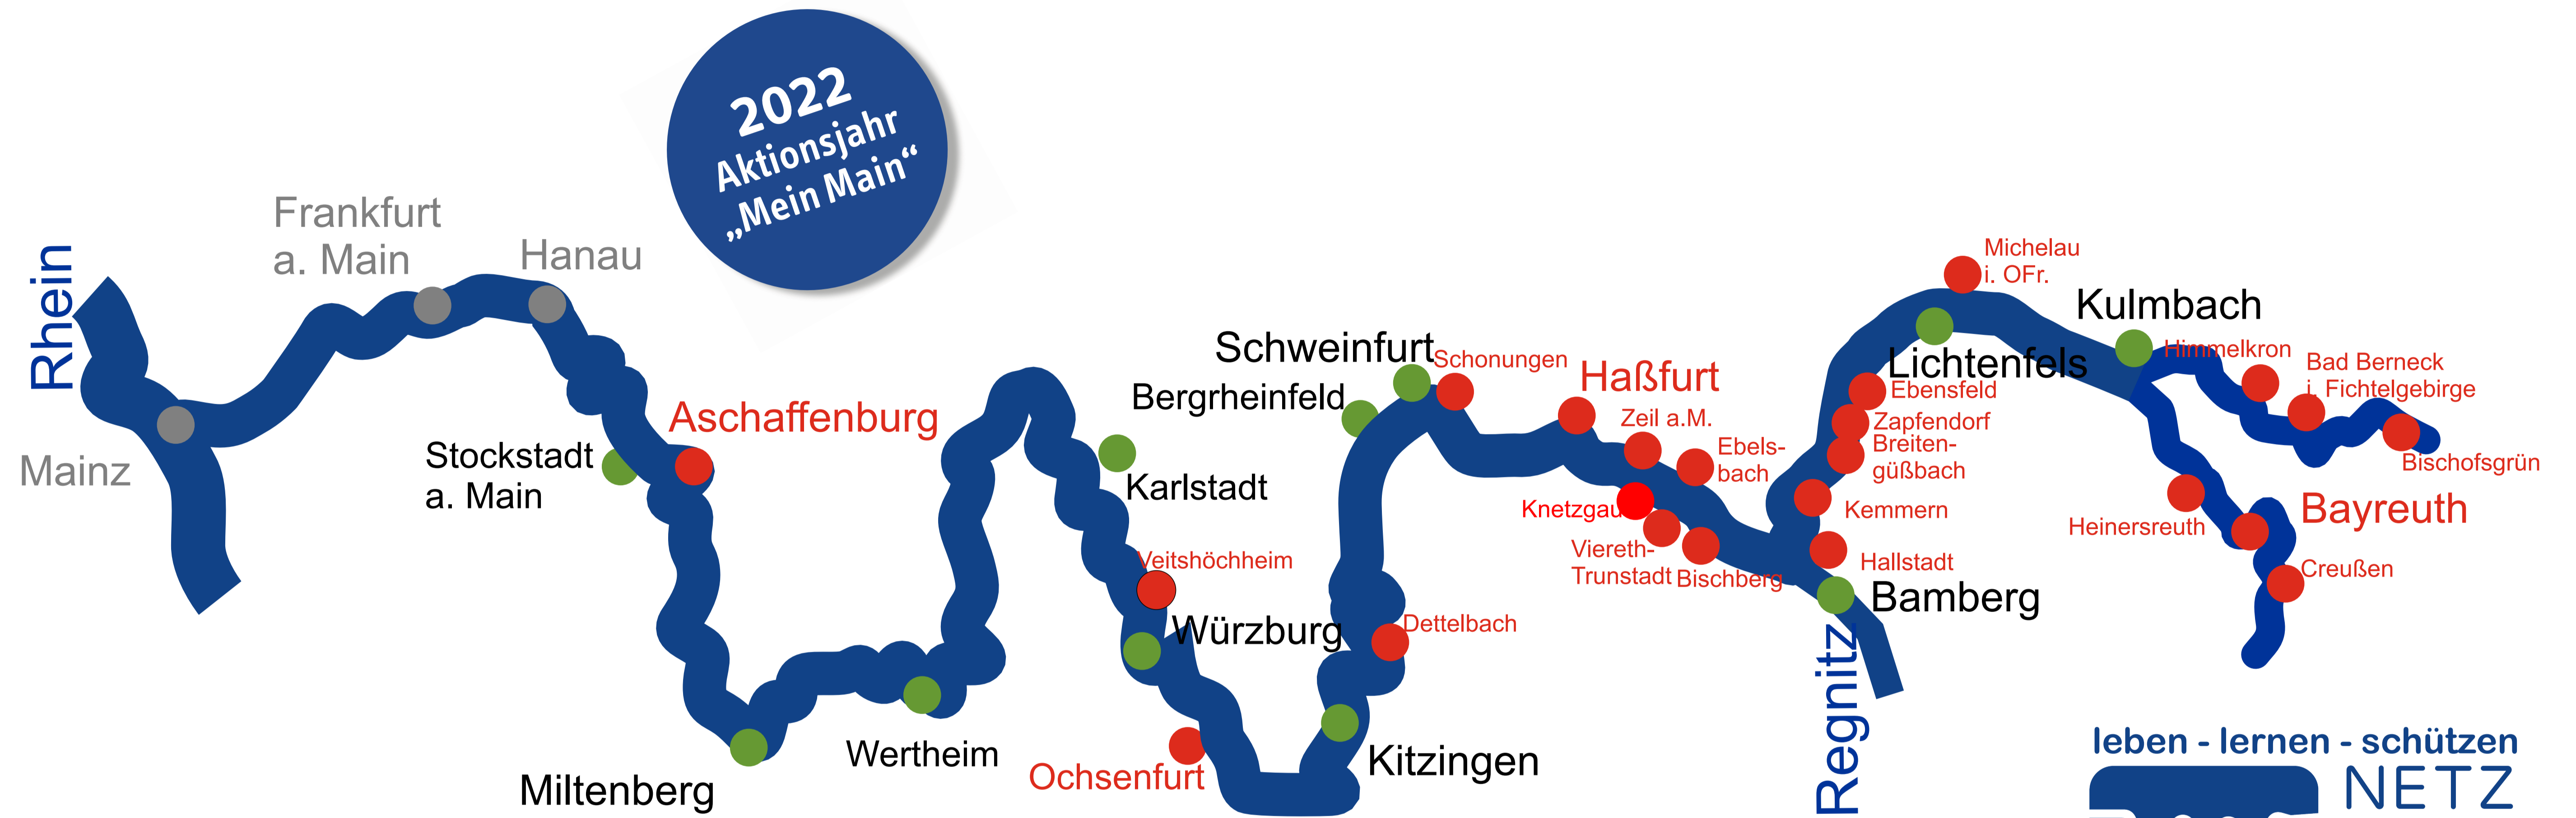 2022
Aktionsjahr
„Mein Main“
Rhein
Frankfurt
a. Main
Hanau
Mainz
Stockstadt
a. Main
Aschaffenburg
Miltenberg
Wertheim
Karlstadt
Veitshöchheim
Würzburg
Ochsenfurt
Kitzingen
Dettelbach
Bergrheinfeld
Schweinfurt
Schonungen
Haßfurt
Zeil a.M.
Ebels-
bach
Knetzgau
Viereth-
Trunstadt
Bischberg
Regnitz
Bamberg
Hallstadt
Kemmern
Breiten-
güßbach
Zapfendorf
Ebensfeld
Lichtenfels
Michelau
i. OFr.
Kulmbach
Himmelkron
Bad Berneck
i. Fichtelgebirge
Bischofsgrün
Heinersreuth
Bayreuth
Creußen
leben - lernen - schützen
NETZ